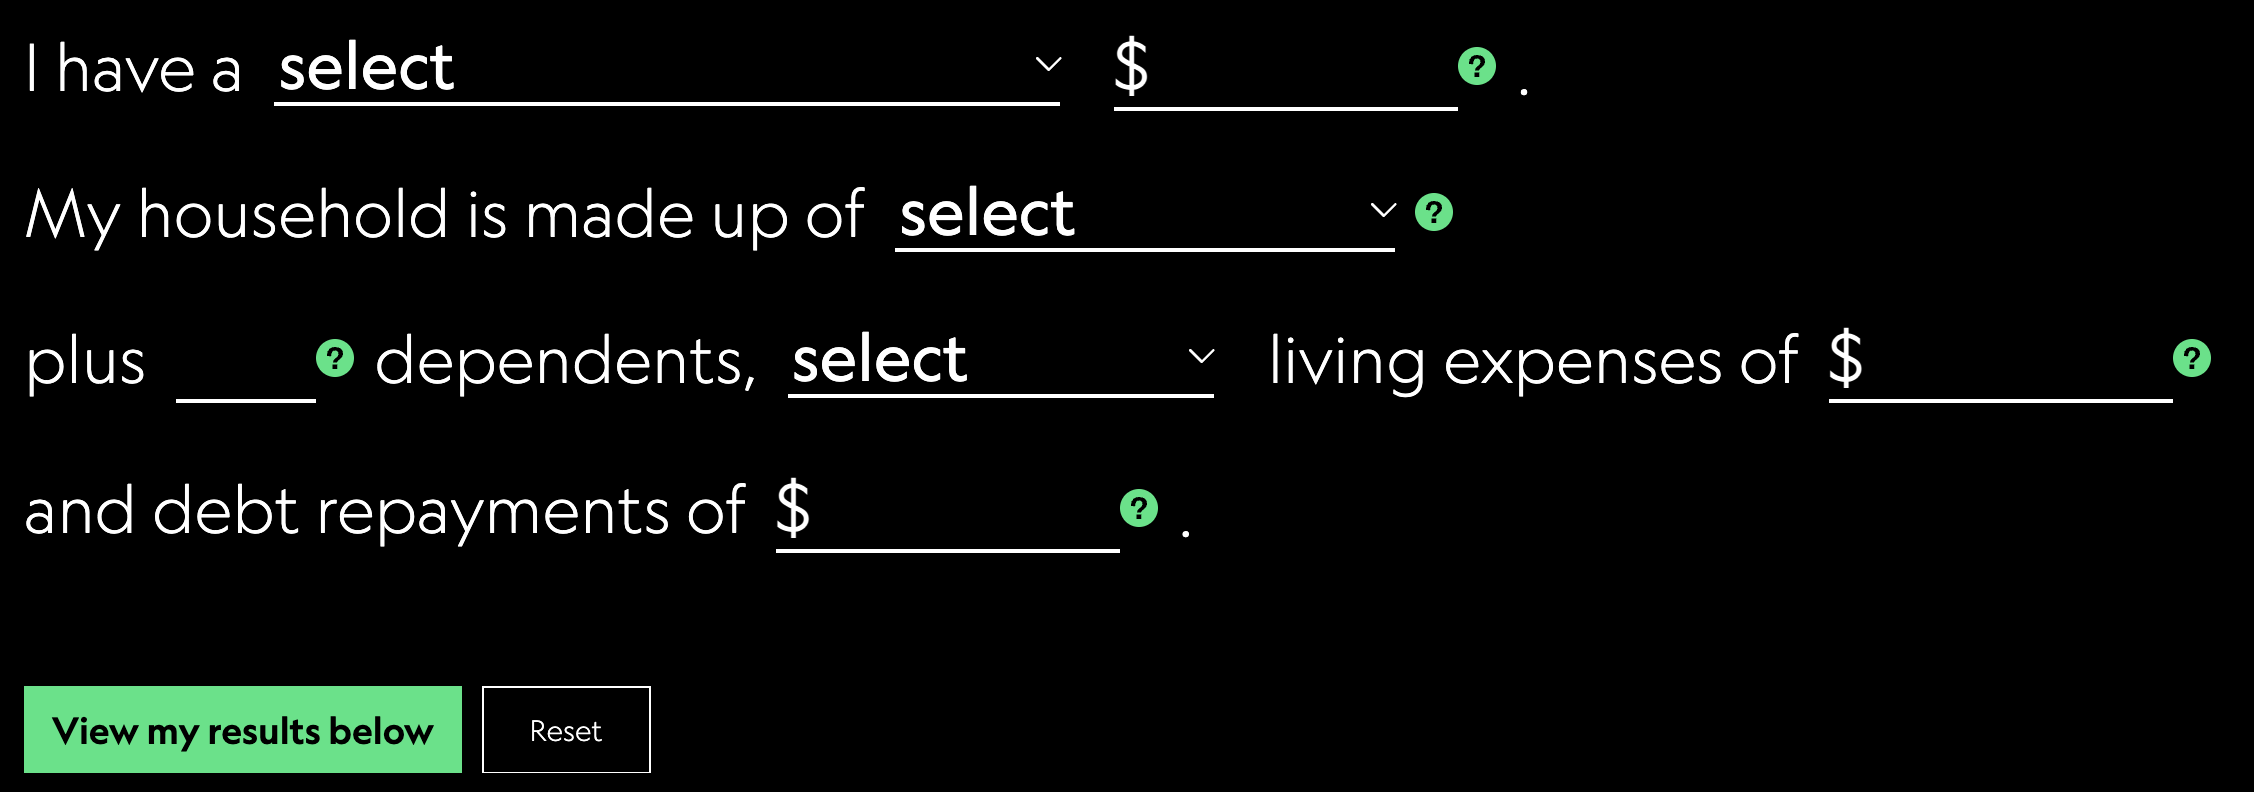 I have a select $ ? .
My household is made up of select ?
plus ? dependents, select living expenses of $ ?
and debt repayments of $ ? .
View my results below Reset